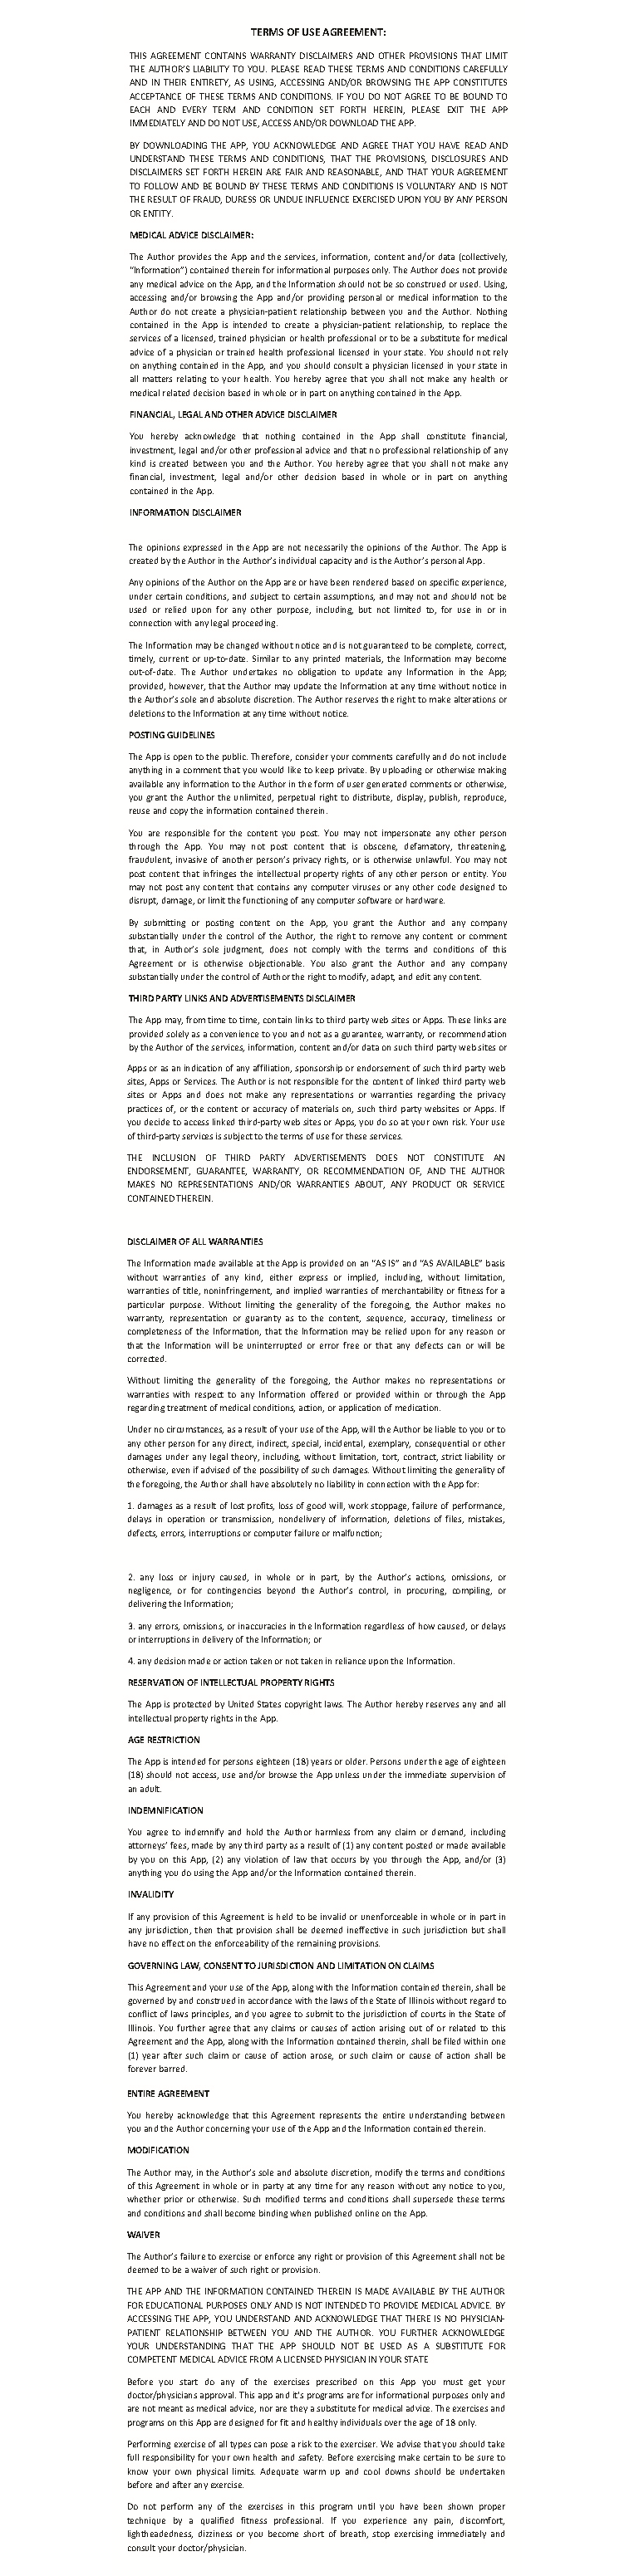 TERMS OF USE AGREEMENT:
THIS AGREEMENT CONTAINS WARRANTY DISCLAIMERS AND OTHER PROVISIONS THAT LIMIT
THE AUTHOR'S LIABILITY TO YOU. PLEASE READ THESE TERMS AND CONDITIONS CAREFULLY
AND IN THEIR ENTIRETY, AS USING, ACCESSING AND/OR BROWSING THE APP CONSTITUTES
ACCEPTANCE OF THESE TERMS AND CONDITIONS. IF YOU DO NOT AGREE TO BE BOUND TO
EACH AND EVERY TERM AND CONDITION SET FORTH HEREIN, PLEASE EXIT THE APP
IMMEDIATELY AND DO NOT USE, ACCESS AND/OR DOWNLOAD THE APP.
BY DOWNLOADING THE APP, YOU ACKNOWLEDGE AND AGREE THAT YOU HAVE READ AND
UNDERSTAND THESE TERMS AND CONDITIONS, THAT THE PROVISIONS, DISCLOSURES AND
DISCLAIMERS SET FORTH HEREIN ARE FAIR AND REASONABLE, AND THAT YOUR AGREEMENT
TO FOLLOW AND BE BOUND BY THESE TERMS AND CONDITIONS IS VOLUNTARY AND IS NOT
THE RESULT OF FRAUD, DURESS OR UNDUE INFLUENCE EXERCISED UPON YOU BY ANY PERSON
OR ENTITY.
MEDICAL ADVICE DISCLAIMER:
The Author provides the App and the services, information, content and/or data (collectively,
"Information") contained therein for informational purposes only. The Author does not provide
any medical advice on the App, and the Information should not be so construed or used. Using,
accessing and/or browsing the App and/or providing personal or medical information to the
Author do not create a physician-patient relationship between you and the Author. Nothing
contained in the App is intended to create a physician-patient relationship, to replace the
services of a licensed, trained physician or health professional or to be a substitute for medical
advice of a physician or trained health professional licensed in your state. You should not rely
on anything contained in the App, and you should consult a physician licensed in your state in
all matters relating to your health. You hereby agree that you shall not make any health or
medical related decision based in whole or in part on anything contained in the App.
FINANCIAL, LEGAL AND OTHER ADVICE DISCLAIMER
You hereby acknowledge that nothing contained in the App shall constitute financial,
investment, legal and/or other professional advice and that no professional relationship of any
kind is created between you and the Author. You hereby agree that you shall not make any
financial, investment, legal and/or other decision based in whole or in part on anything
contained in the App.
INFORMATION DISCLAIMER
The opinions expressed in the App are not necessarily the opinions of the Author. The App is
created by the Author in the Author's individual capacity and is the Author's personal App.
Any opinions of the Author on the App are or have been rendered based on specific experience,
under certain conditions, and subject to certain assumptions, and may not and should not be
used or relied upon for any other purpose, including, but not limited to, for use in or in
connection with any legal proceeding.
The Information may be changed without notice and is not guaranteed to be complete, correct,
timely, current or up-to-date. Similar to any printed materials, the Information may become
out-of-date. The Author undertakes no obligation to update any Information in the App;
provided, however, that the Author may update the Information at any time without notice in
the Author's sole and absolute discretion. The Author reserves the right to make alterations or
deletions to the Information at any time without notice.
POSTING GUIDELINES
The App is open to the public. Therefore, consider your comments carefully and do not include
anything in a comment that you would like to keep private. By uploading or otherwise making
available any information to the Author in the form of user generated comments or otherwise,
you grant the Author the unlimited, perpetual right to distribute, display, publish, reproduce,
reuse and copy the information contained therein.
You are responsible for the content you post. You may not impersonate any other person
through the App. You may not post content that is obscene, defamatory, threatening,
fraudulent, invasive of another person's privacy rights, or is otherwise unlawful. You may not
post content that infringes the intellectual property rights of any other person or entity. You
may not post any content that contains any computer viruses or any other code designed to
disrupt, damage, or limit the functioning of any computer software or hardware.
By submitting or posting content on the App, you grant the Author and any company
substantially under the control of the Author, the right to remove any content or comment
that, in Author's sole judgment, does not comply with the terms and conditions of this
Agreement or is otherwise objectionable. You also grant the Author and any company
substantially under the control of Author the right to modify, adapt, and edit any content.
THIRD PARTY LINKS AND ADVERTISEMENTS DISCLAIMER
The App may, from time to time, contain links to third party web sites or Apps. These links are
provided solely as a convenience to you and not as a guarantee, warranty, or recommendation
by the Author of the services, information, content and/or data on such third party web sites or
Apps or as an indication of any affiliation, sponsorship or endorsement of such third party web
sites, Apps or Services. The Author is not responsible for the content of linked third party web
sites or Apps and does not make any representations or warranties regarding the privacy
practices of, or the content or accuracy of materials on, such third party websites or Apps. If
you decide to access linked third-party web sites or Apps, you do so at your own risk. Your use
of third-party services is subject to the terms of use for these services.
THE INCLUSION OF THIRD PARTY ADVERTISEMENTS DOES NOT CONSTITUTE AN
ENDORSEMENT, GUARANTEE, WARRANTY, OR RECOMMENDATION OF, AND THE AUTHOR
MAKES NO REPRESENTATIONS AND/OR WARRANTIES ABOUT, ANY PRODUCT OR SERVICE
CONTAINED THEREIN.
DISCLAIMER OF ALL WARRANTIES
The Information made available at the App is provided on an "AS IS" and "AS AVAILABLE" basis
without warranties of any kind, either express or implied, including, without limitation,
warranties of title, noninfringement, and implied warranties of merchantability or fitness for a
particular purpose. Without limiting the generality of the foregoing, the Author makes no
warranty, representation or guaranty as to the content, sequence, accuracy, timeliness or
completeness of the Information, that the Information may be relied upon for any reason or
that the Information will be uninterrupted or error free or that any defects can or will be
corrected.
Without limiting the generality of the foregoing, the Author makes no representations or
warranties with respect to any Information offered or provided within or through the App
regarding treatment of medical conditions, action, or application of medication.
Under no circumstances, as a result of your use of the App, will the Author be liable to you or to
any other person for any direct, indirect, special, incidental, exemplary, consequential or other
damages under any legal theory, including, without limitation, tort, contract, strict liability or
otherwise, even if advised of the possibility of such damages. Without limiting the generality of
the foregoing, the Author shall have absolutely no liability in connection with the App for:
1. damages as a result of lost profits, loss of good will, work stoppage, failure of performance,
delays in operation or transmission, nondelivery of information, deletions of files, mistakes,
defects, errors, interruptions or computer failure or malfunction;
2. any loss or injury caused, in whole or in part, by the Author's actions, omissions, or
negligence, or for contingencies beyond the Author's control, in procuring, compiling, or
delivering the Information;
3. any errors, omissions, or inaccuracies in the Information regardless of how caused, or delays
or interruptions in delivery of the Information; or
4. any decision made or action taken or not taken in reliance upon the Information.
RESERVATION OF INTELLECTUAL PROPERTY RIGHTS
The App is protected by United States copyright laws. The Author hereby reserves any and all
intellectual property rights in the App.
AGE RESTRICTION
The App is intended for persons eighteen (18) years or older. Persons under the age of eighteen
(18) should not access, use and/or browse the App unless under the immediate supervision of
an adult.
INDEMNIFICATION
You agree to indemnify and hold the Author harmless from any claim or demand, including
attorneys' fees, made by any third party as a result of (1) any content posted or made available
by you on this App, (2) any violation of law that occurs by you through the App, and/or (3)
anything you do using the App and/or the Information contained therein.
INVALIDITY
If any provision of this Agreement is held to be invalid or unenforceable in whole or in part in
any jurisdiction, then that provision shall be deemed ineffective in such jurisdiction but shall
have no effect on the enforceability of the remaining provisions.
GOVERNING LAW, CONSENT TO JURISDICTION AND LIMITATION ON CLAIMS
This Agreement and your use of the App, along with the Information contained therein, shall be
governed by and construed in accordance with the laws of the State of Illinois without regard to
conflict of laws principles, and you agree to submit to the jurisdiction of courts in the State of
Illinois. You further agree that any claims or causes of action arising out of or related to this
Agreement and the App, along with the Information contained therein, shall be filed within one
(1) year after such claim or cause of action arose, or such claim or cause of action shall be
forever barred.
ENTIRE AGREEMENT
You hereby acknowledge that this Agreement represents the entire understanding between
you and the Author concerning your use of the App and the Information contained therein.
MODIFICATION
The Author may, in the Author's sole and absolute discretion, modify the terms and conditions
of this Agreement in whole or in party at any time for any reason without any notice to you,
whether prior or otherwise. Such modified terms and conditions shall supersede these terms
and conditions and shall become binding when published online on the App.
WAIVER
The Author's failure to exercise or enforce any right or provision of this Agreement shall not be
deemed to be a waiver of such right or provision.
THE APP AND THE INFORMATION CONTAINED THEREIN IS MADE AVAILABLE BY THE AUTHOR
FOR EDUCATIONAL PURPOSES ONLY AND IS NOT INTENDED TO PROVIDE MEDICAL ADVICE. BY
ACCESSING THE APP, YOU UNDERSTAND AND ACKNOWLEDGE THAT THERE IS NO PHYSICIAN-
PATIENT RELATIONSHIP BETWEEN YOU AND THE AUTHOR. YOU FURTHER ACKNOWLEDGE
YOUR UNDERSTANDING THAT THE APP SHOULD NOT BE USED AS A SUBSTITUTE FOR
COMPETENT MEDICAL ADVICE FROM A LICENSED PHYSICIAN IN YOUR STATE
Before you start do any of the exercises prescribed on this App you must get your
doctor/physicians approval. This app and it's programs are for informational purposes only and
are not meant as medical advice, nor are they a substitute for medical advice. The exercises and
programs on this App are designed for fit and healthy individuals over the age of 18 only.
Performing exercise of all types can pose a risk to the exerciser. We advise that you should take
full responsibility for your own health and safety. Before exercising make certain to be sure to
know your own physical limits. Adequate warm up and cool downs should be undertaken
before and after any exercise.
Do not perform any of the exercises in this program until you have been shown proper
technique by a qualified fitness professional. If you experience any pain, discomfort,
lightheadedness, dizziness or you become short of breath, stop exercising immediately and
consult your doctor/physician.